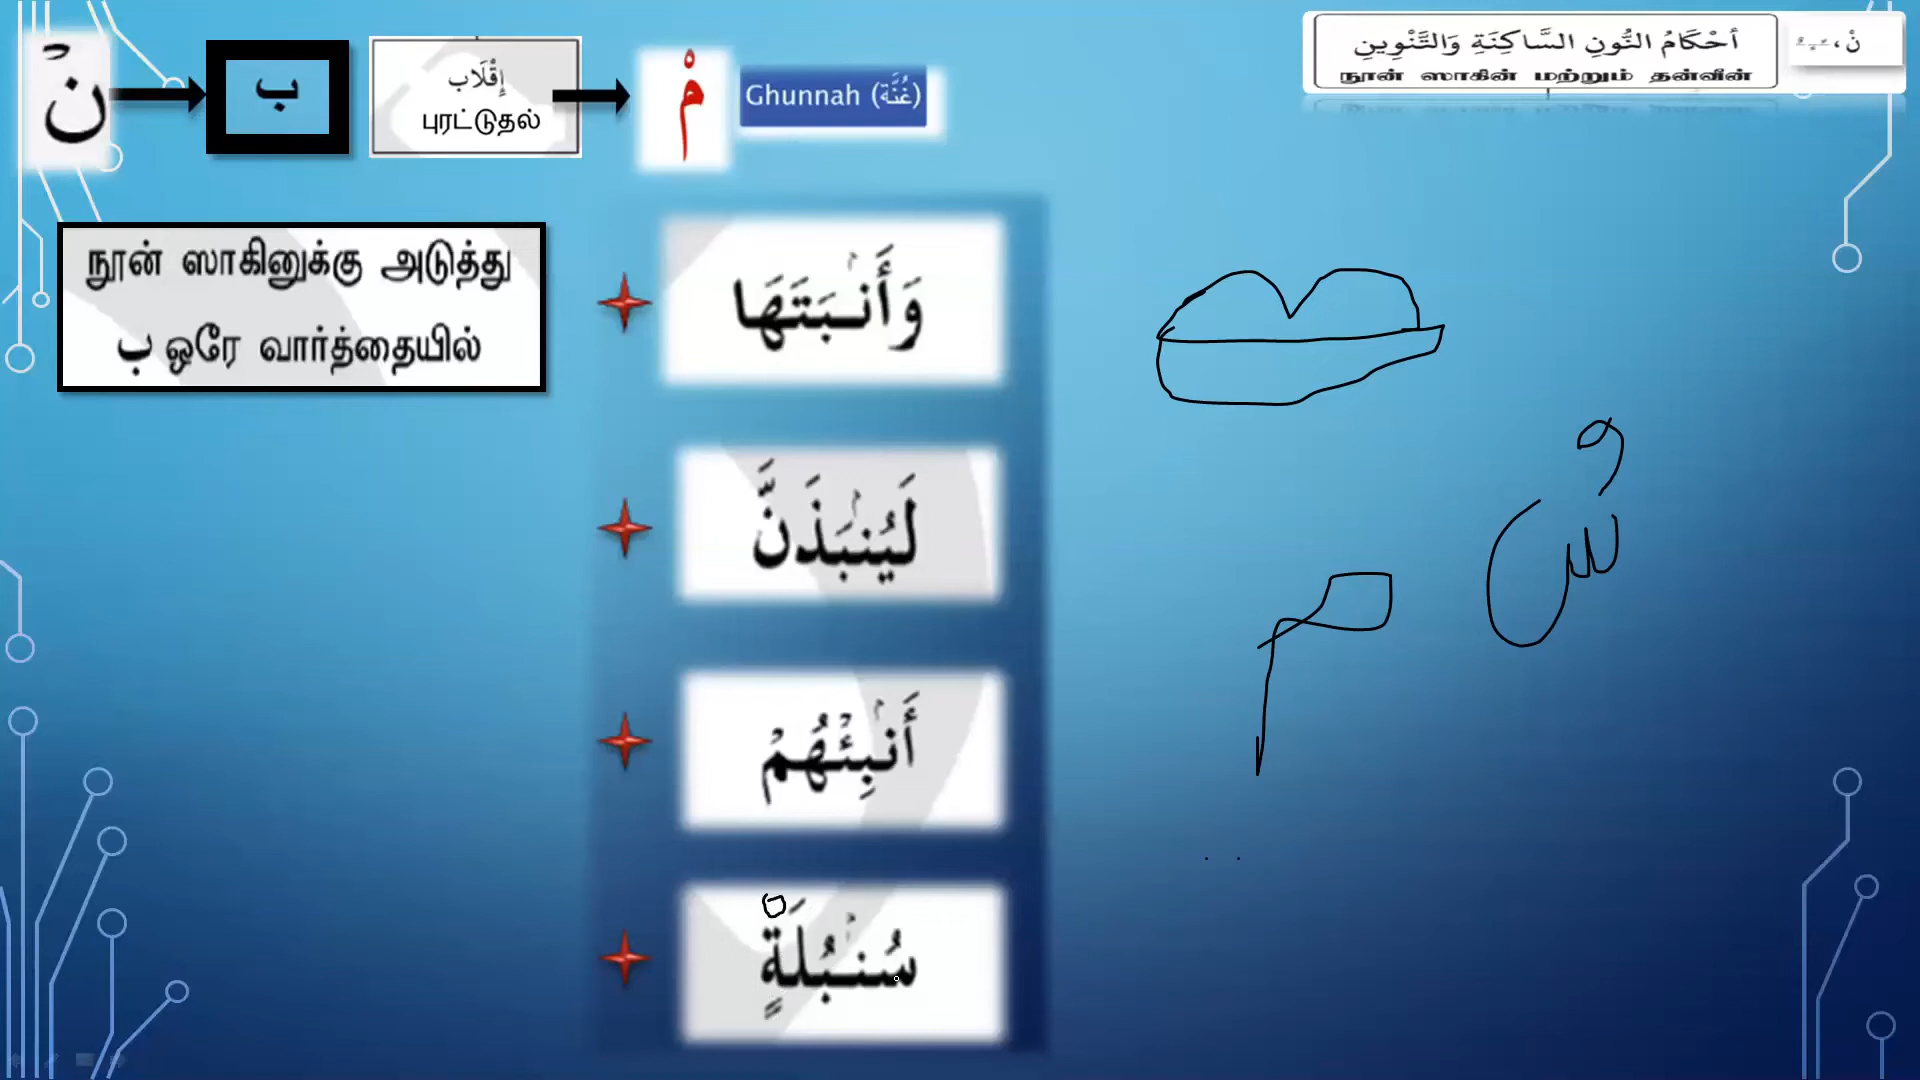 أَحْكَامُ النُّونِ السَّاكِنَةِ وَالتَّنْوِينِ
நூன் ஸாகின் மற்றும் தன்வீன்
نْ
ب
إِقْلَاب
புரட்டுதல்
مْ
Ghunnah (غُنَّة)
நூன் ஸாகினுக்கு அடுத்து
ب ஒரே வார்த்தையில்
وَأَنۢبَتَهَا
لَيُنۢبَذَنَّ
أَنۢبِئْهُمْ
سُنۢبُلَةٍ
سُ
م